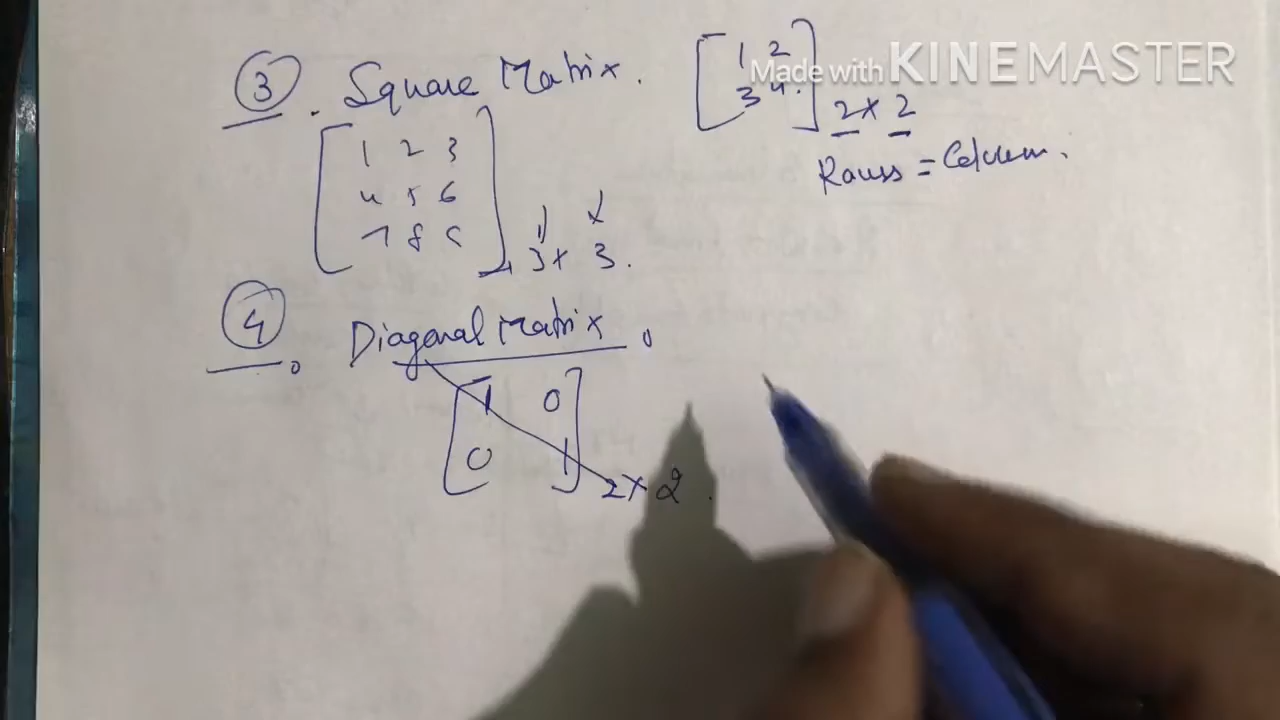 3 . Square Matrix.
[1 2
3 4.] 2 x 2
Made with KINEMASTER
Rouss = Column.
[1 2 3
4 5 6
7 8 9] 3 x 3.
4 . Diagonal Matrix .
[1 0
0 1] 2 x 2 .